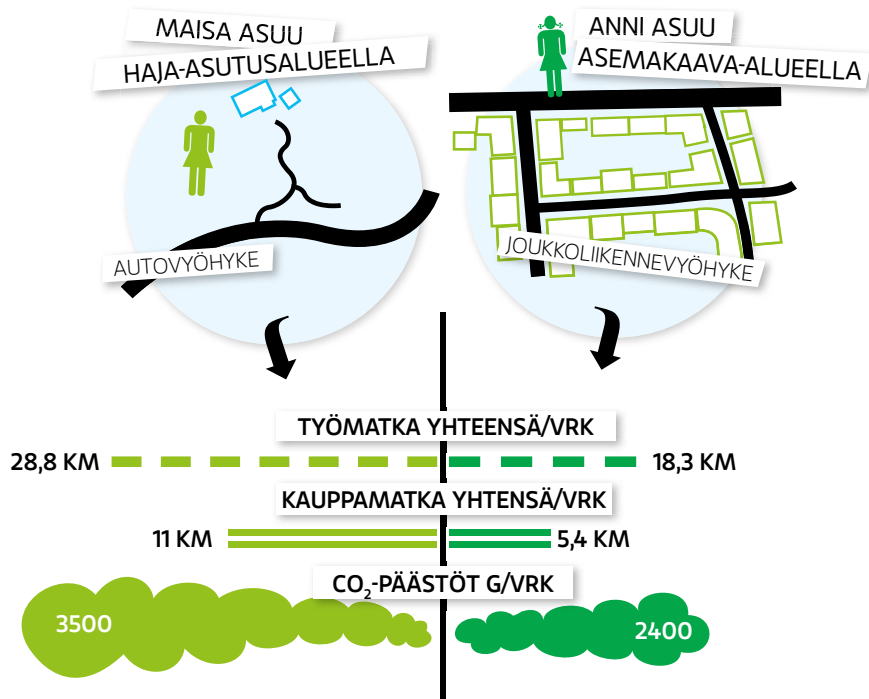 MAISA ASUU
HAJA-ASUTUSALUEELLA
AUTOVYÖHYKE
ANNI ASUU
ASEMAKAAVA-ALUEELLA
JOUKKOLIIKENNEVYÖHYKE
TYÖMATKA YHTEENSÄ/VRK
28,8 KM
18,3 KM
KAUPPAMATKA YHTENSÄ/VRK
11 KM
5,4 KM
CO₂-PÄÄSTÖT G/VRK
3500
2400